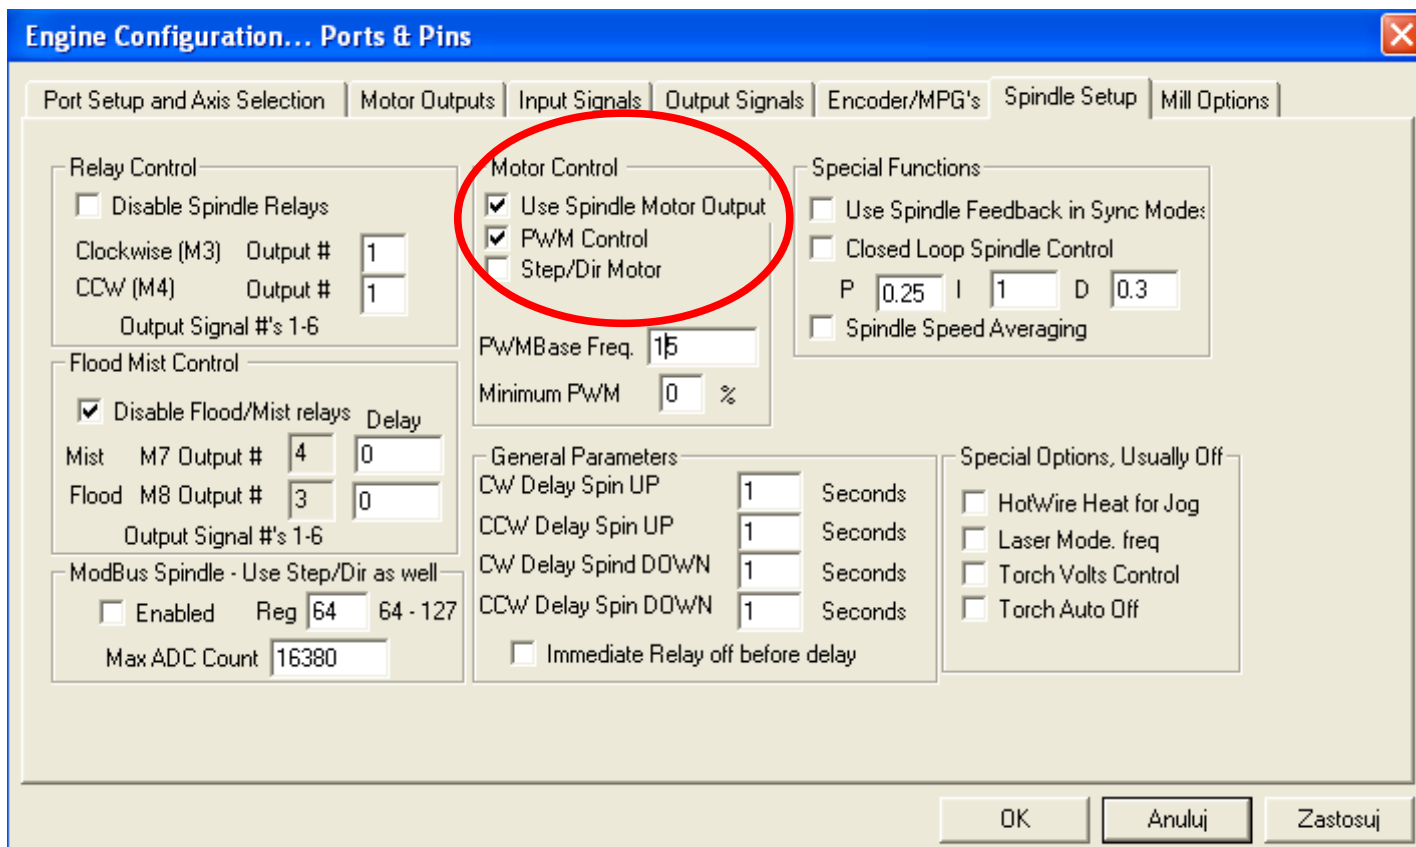 Engine Configuration... Ports & Pins
Port Setup and Axis Selection
Motor Outputs
Input Signals
Output Signals
Encoder/MPG's
Spindle Setup
Mill Options
Relay Control
Disable Spindle Relays
Clockwise (M3) Output # 1
CCW (M4) Output # 1
Output Signal #'s 1-6
Flood Mist Control
Disable Flood/Mist relays Delay
Mist M7 Output # 4 0
Flood M8 Output # 3 0
Output Signal #'s 1-6
ModBus Spindle - Use Step/Dir as well
Enabled Reg 64 64 - 127
Max ADC Count 16380
Motor Control
Use Spindle Motor Output
PWM Control
Step/Dir Motor
PWMBase Freq. 15
Minimum PWM 0 %
General Parameters
CW Delay Spin UP 1 Seconds
CCW Delay Spin UP 1 Seconds
CW Delay Spind DOWN 1 Seconds
CCW Delay Spin DOWN 1 Seconds
Immediate Relay off before delay
Special Functions
Use Spindle Feedback in Sync Modes
Closed Loop Spindle Control
P 0.25 I 1 D 0.3
Spindle Speed Averaging
Special Options, Usually Off
HotWire Heat for Jog
Laser Mode. freq
Torch Volts Control
Torch Auto Off
OK
Anuluj
Zastosuj